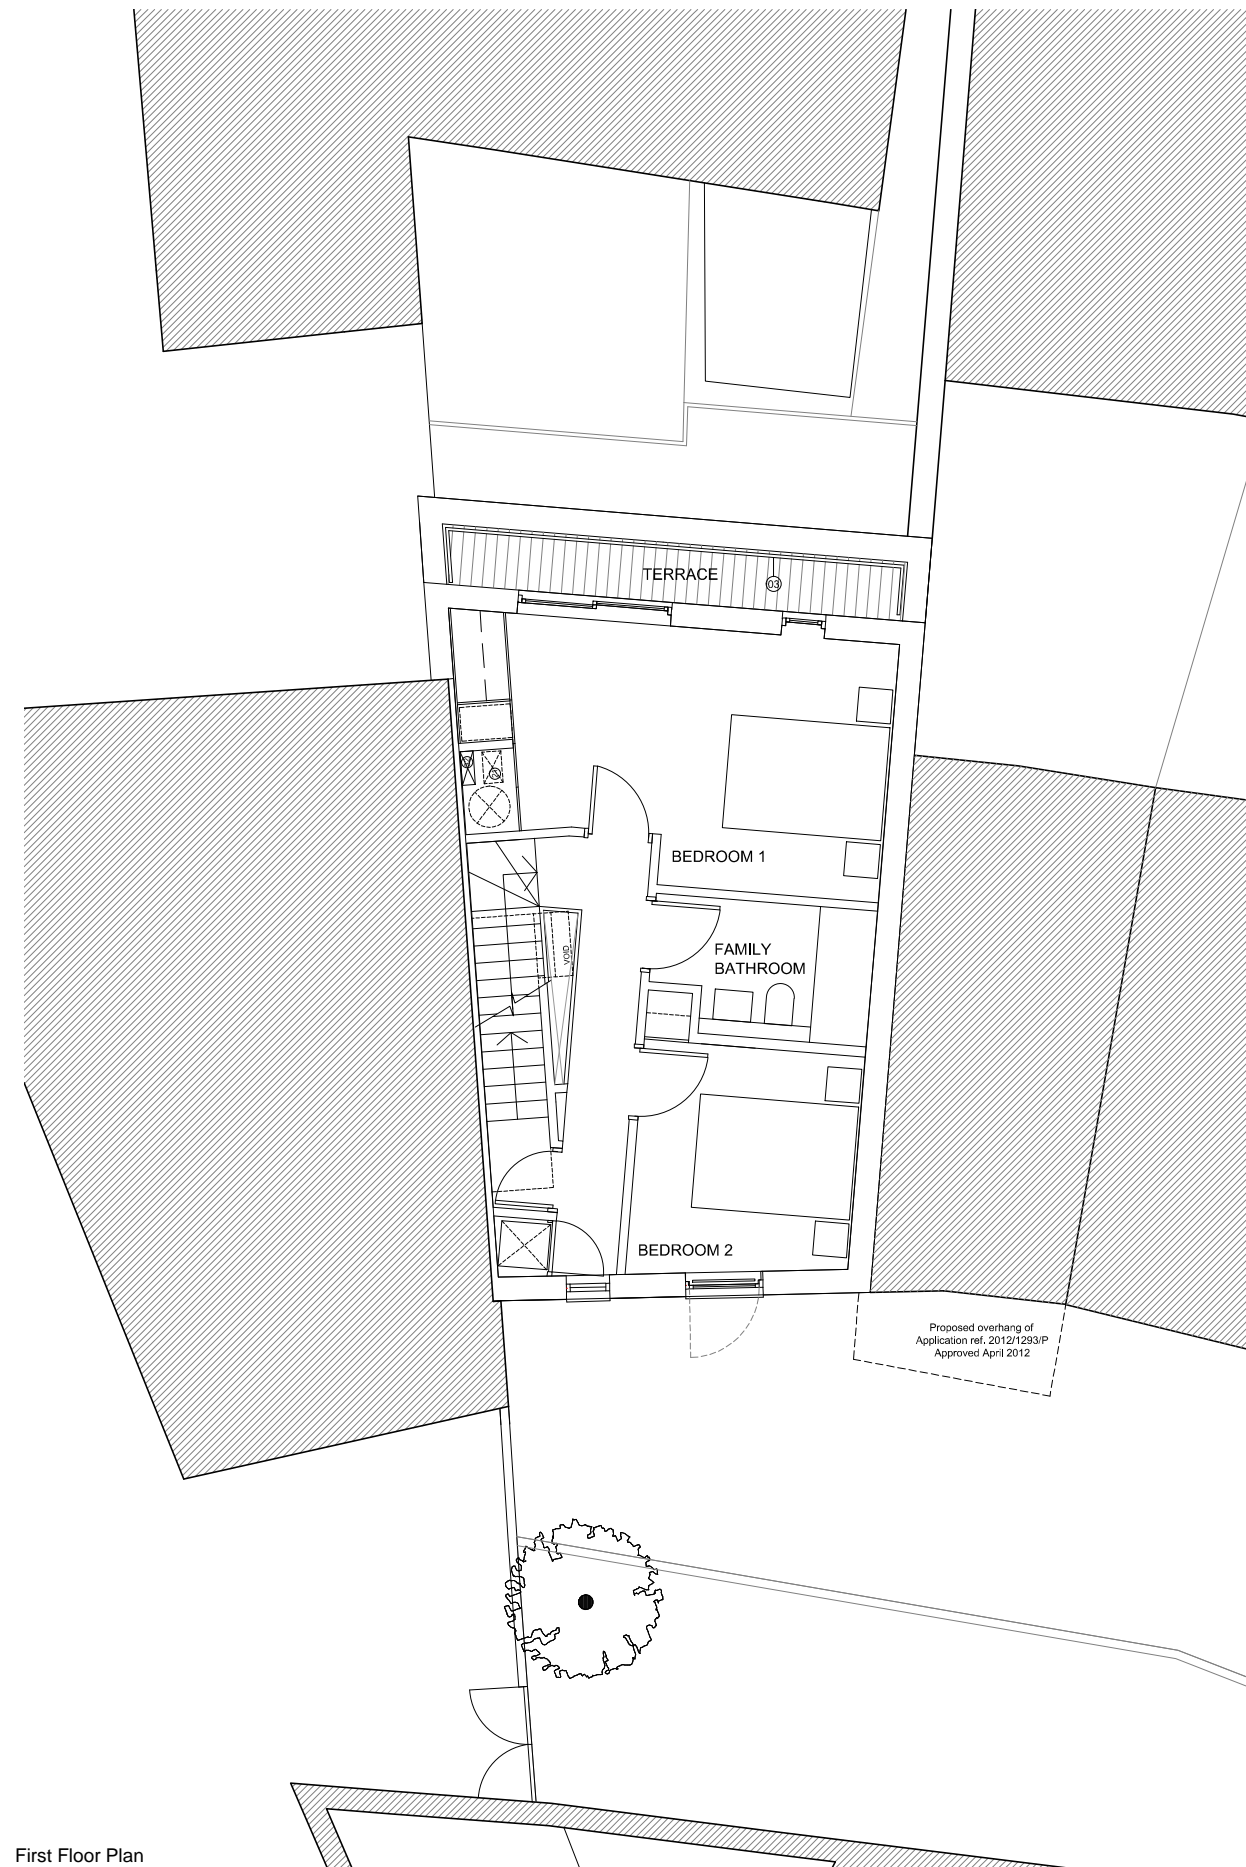 TERRACE
03
BEDROOM 1
FAMILY
BATHROOM
VOID
BEDROOM 2
Proposed overhang of
Application ref. 2012/1293/P
Approved April 2012
First Floor Plan